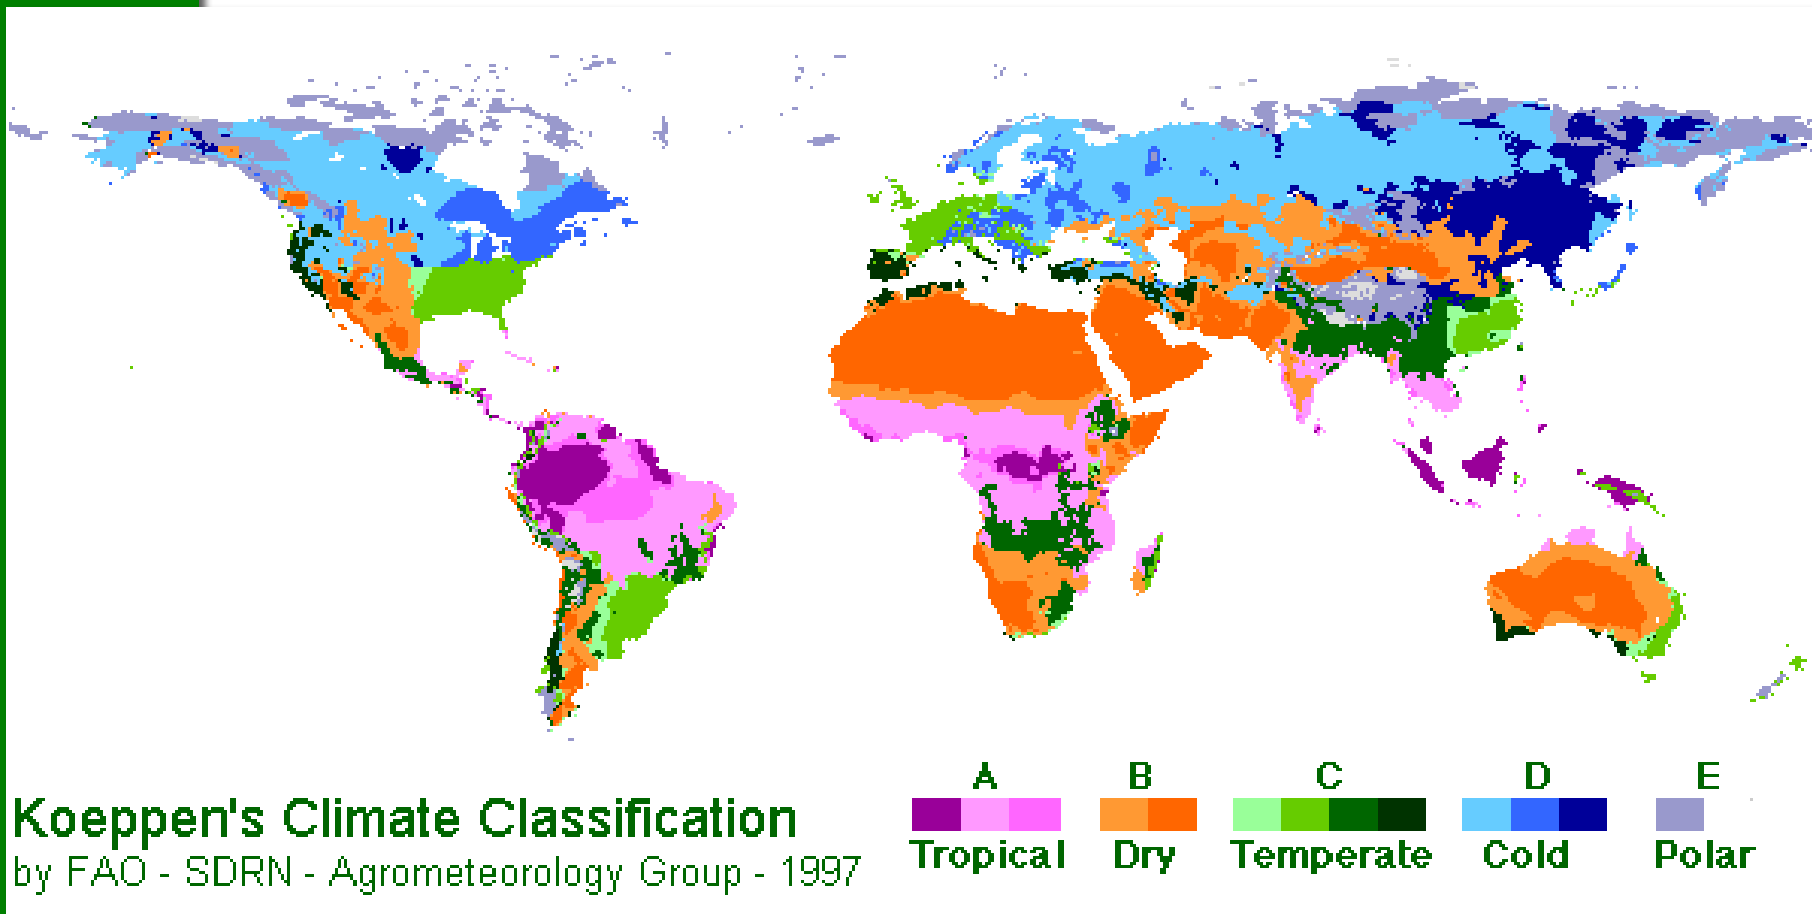 A B C D E
Tropical Dry Temperate Cold Polar
Koeppen's Climate Classification
by FAO - SDRN - Agrometeorology Group - 1997